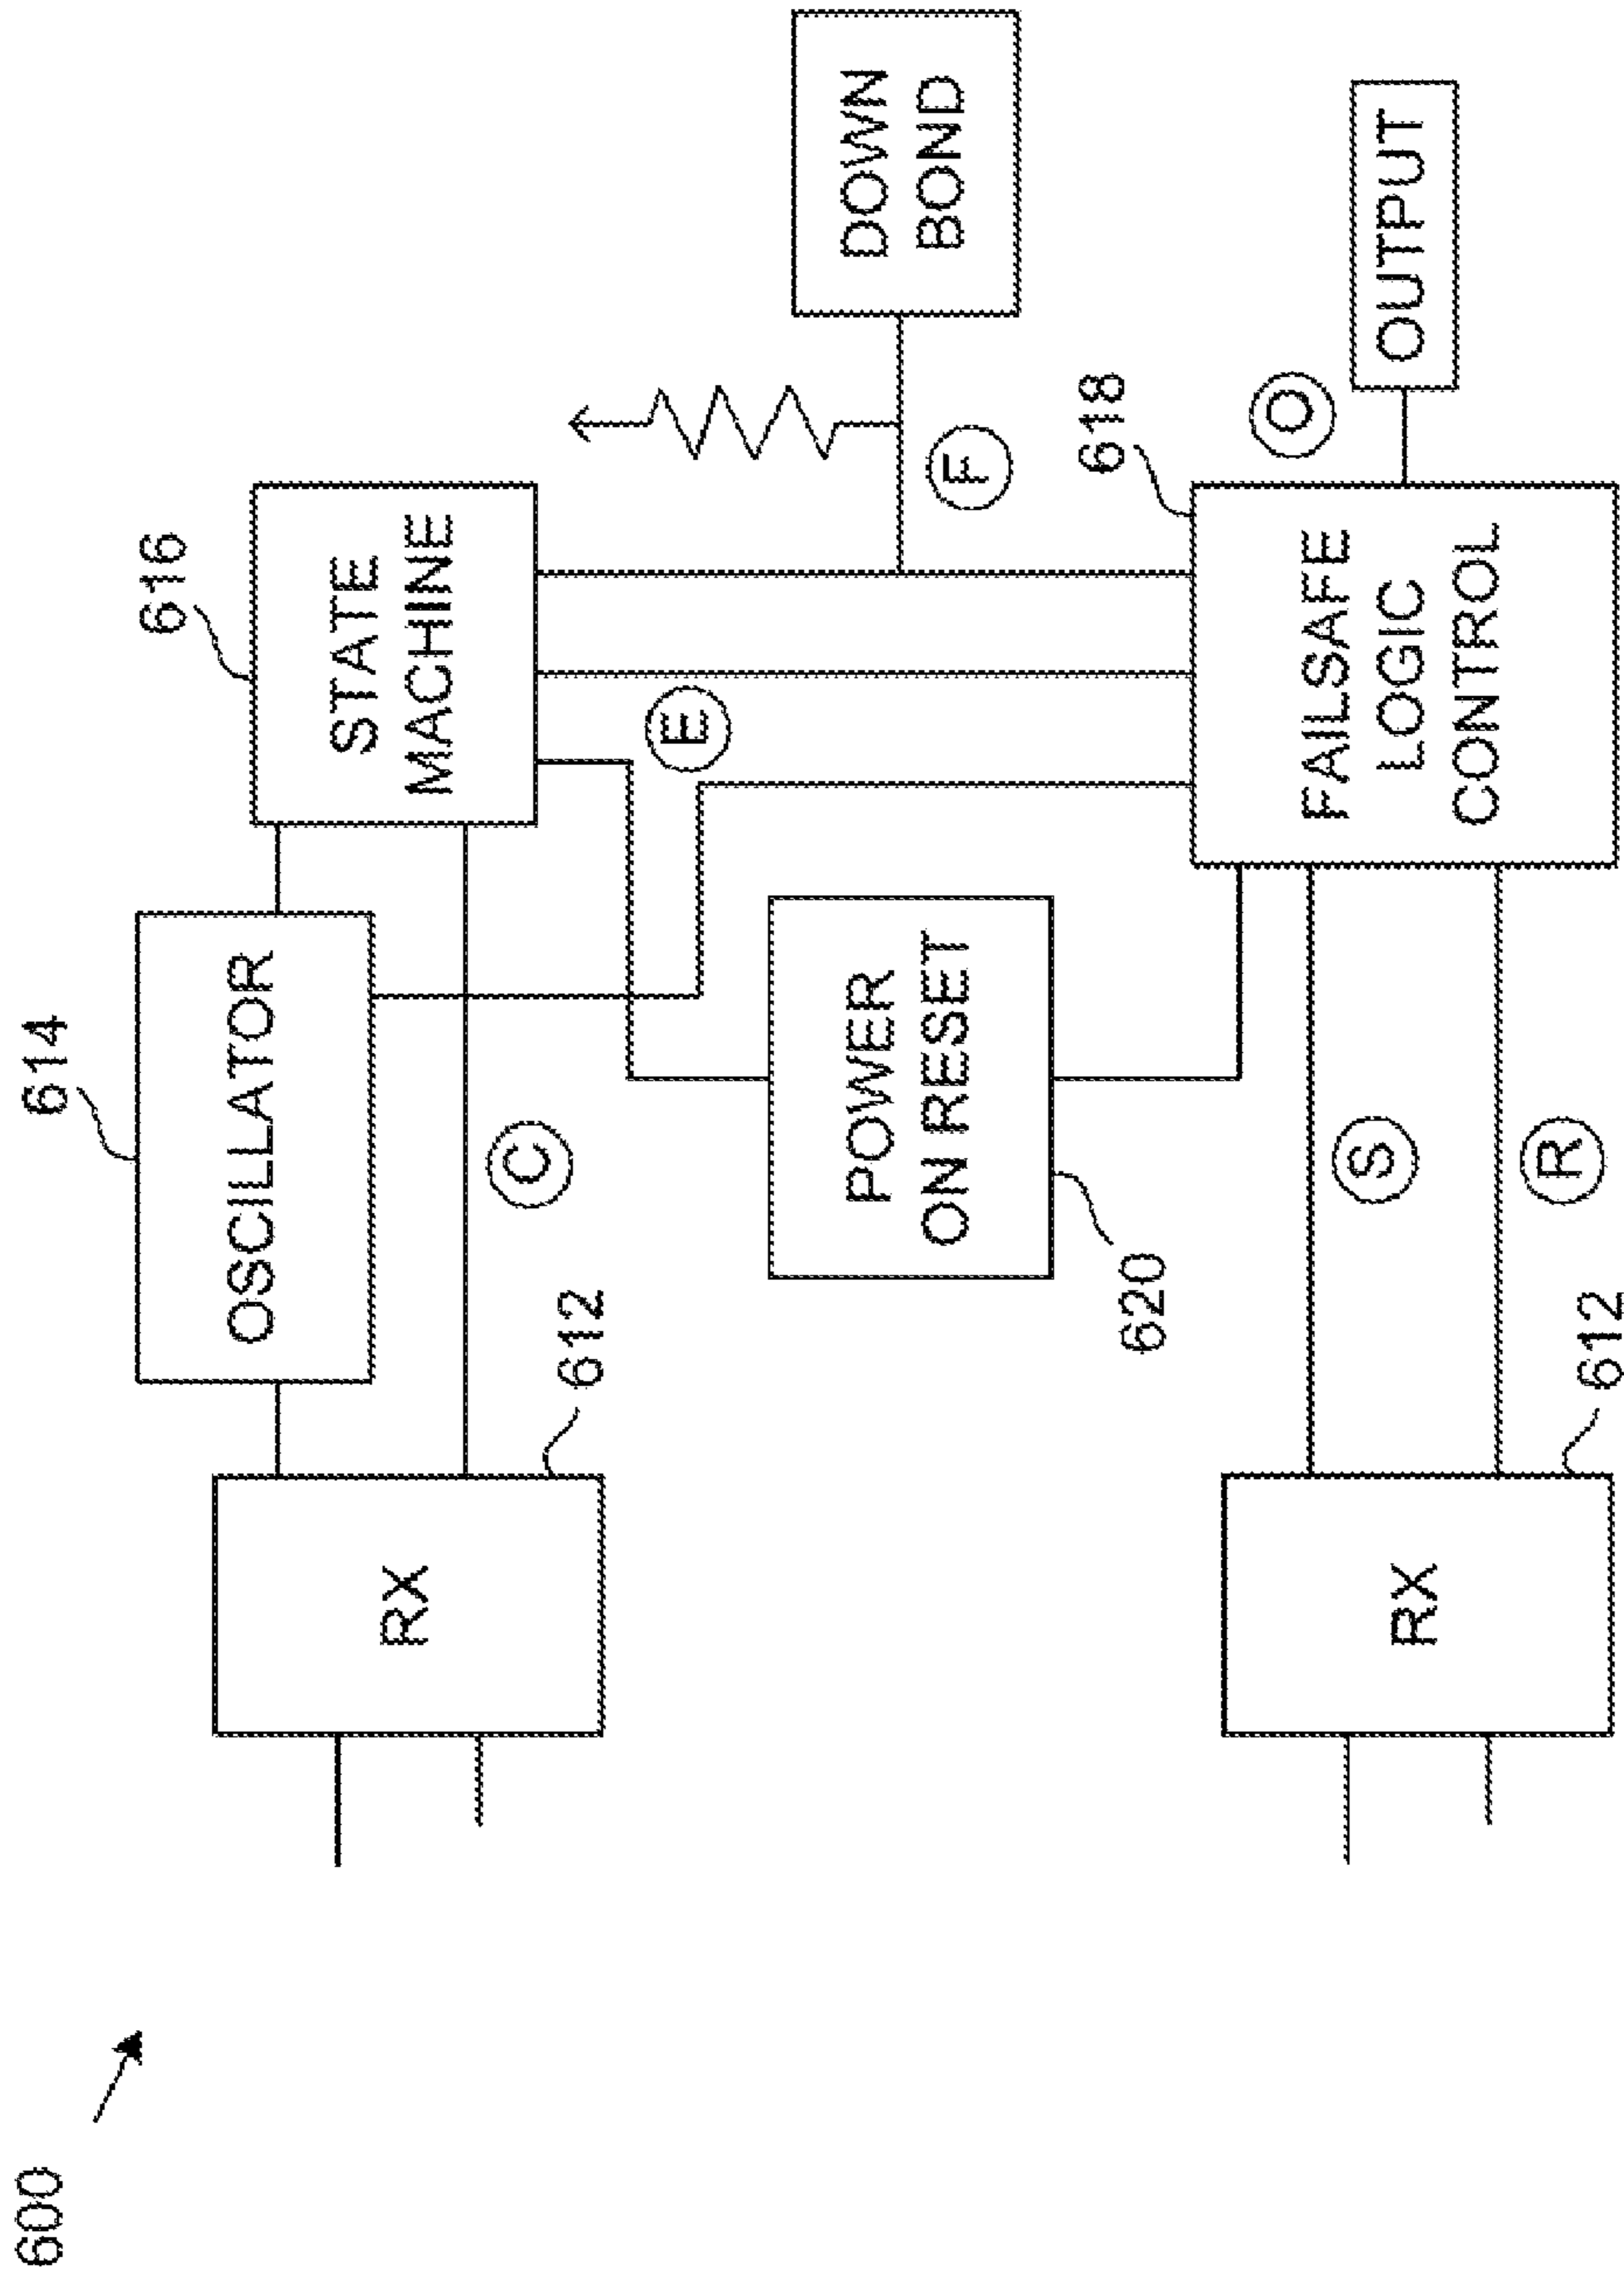 600
614
616
OSCILLATOR
STATE
MACHINE
RX
C
612
E
POWER
ON RESET
620
F
DOWN
BOND
618
O
RX
S
R
612
FAILSAFE
LOGIC
CONTROL
OUTPUT